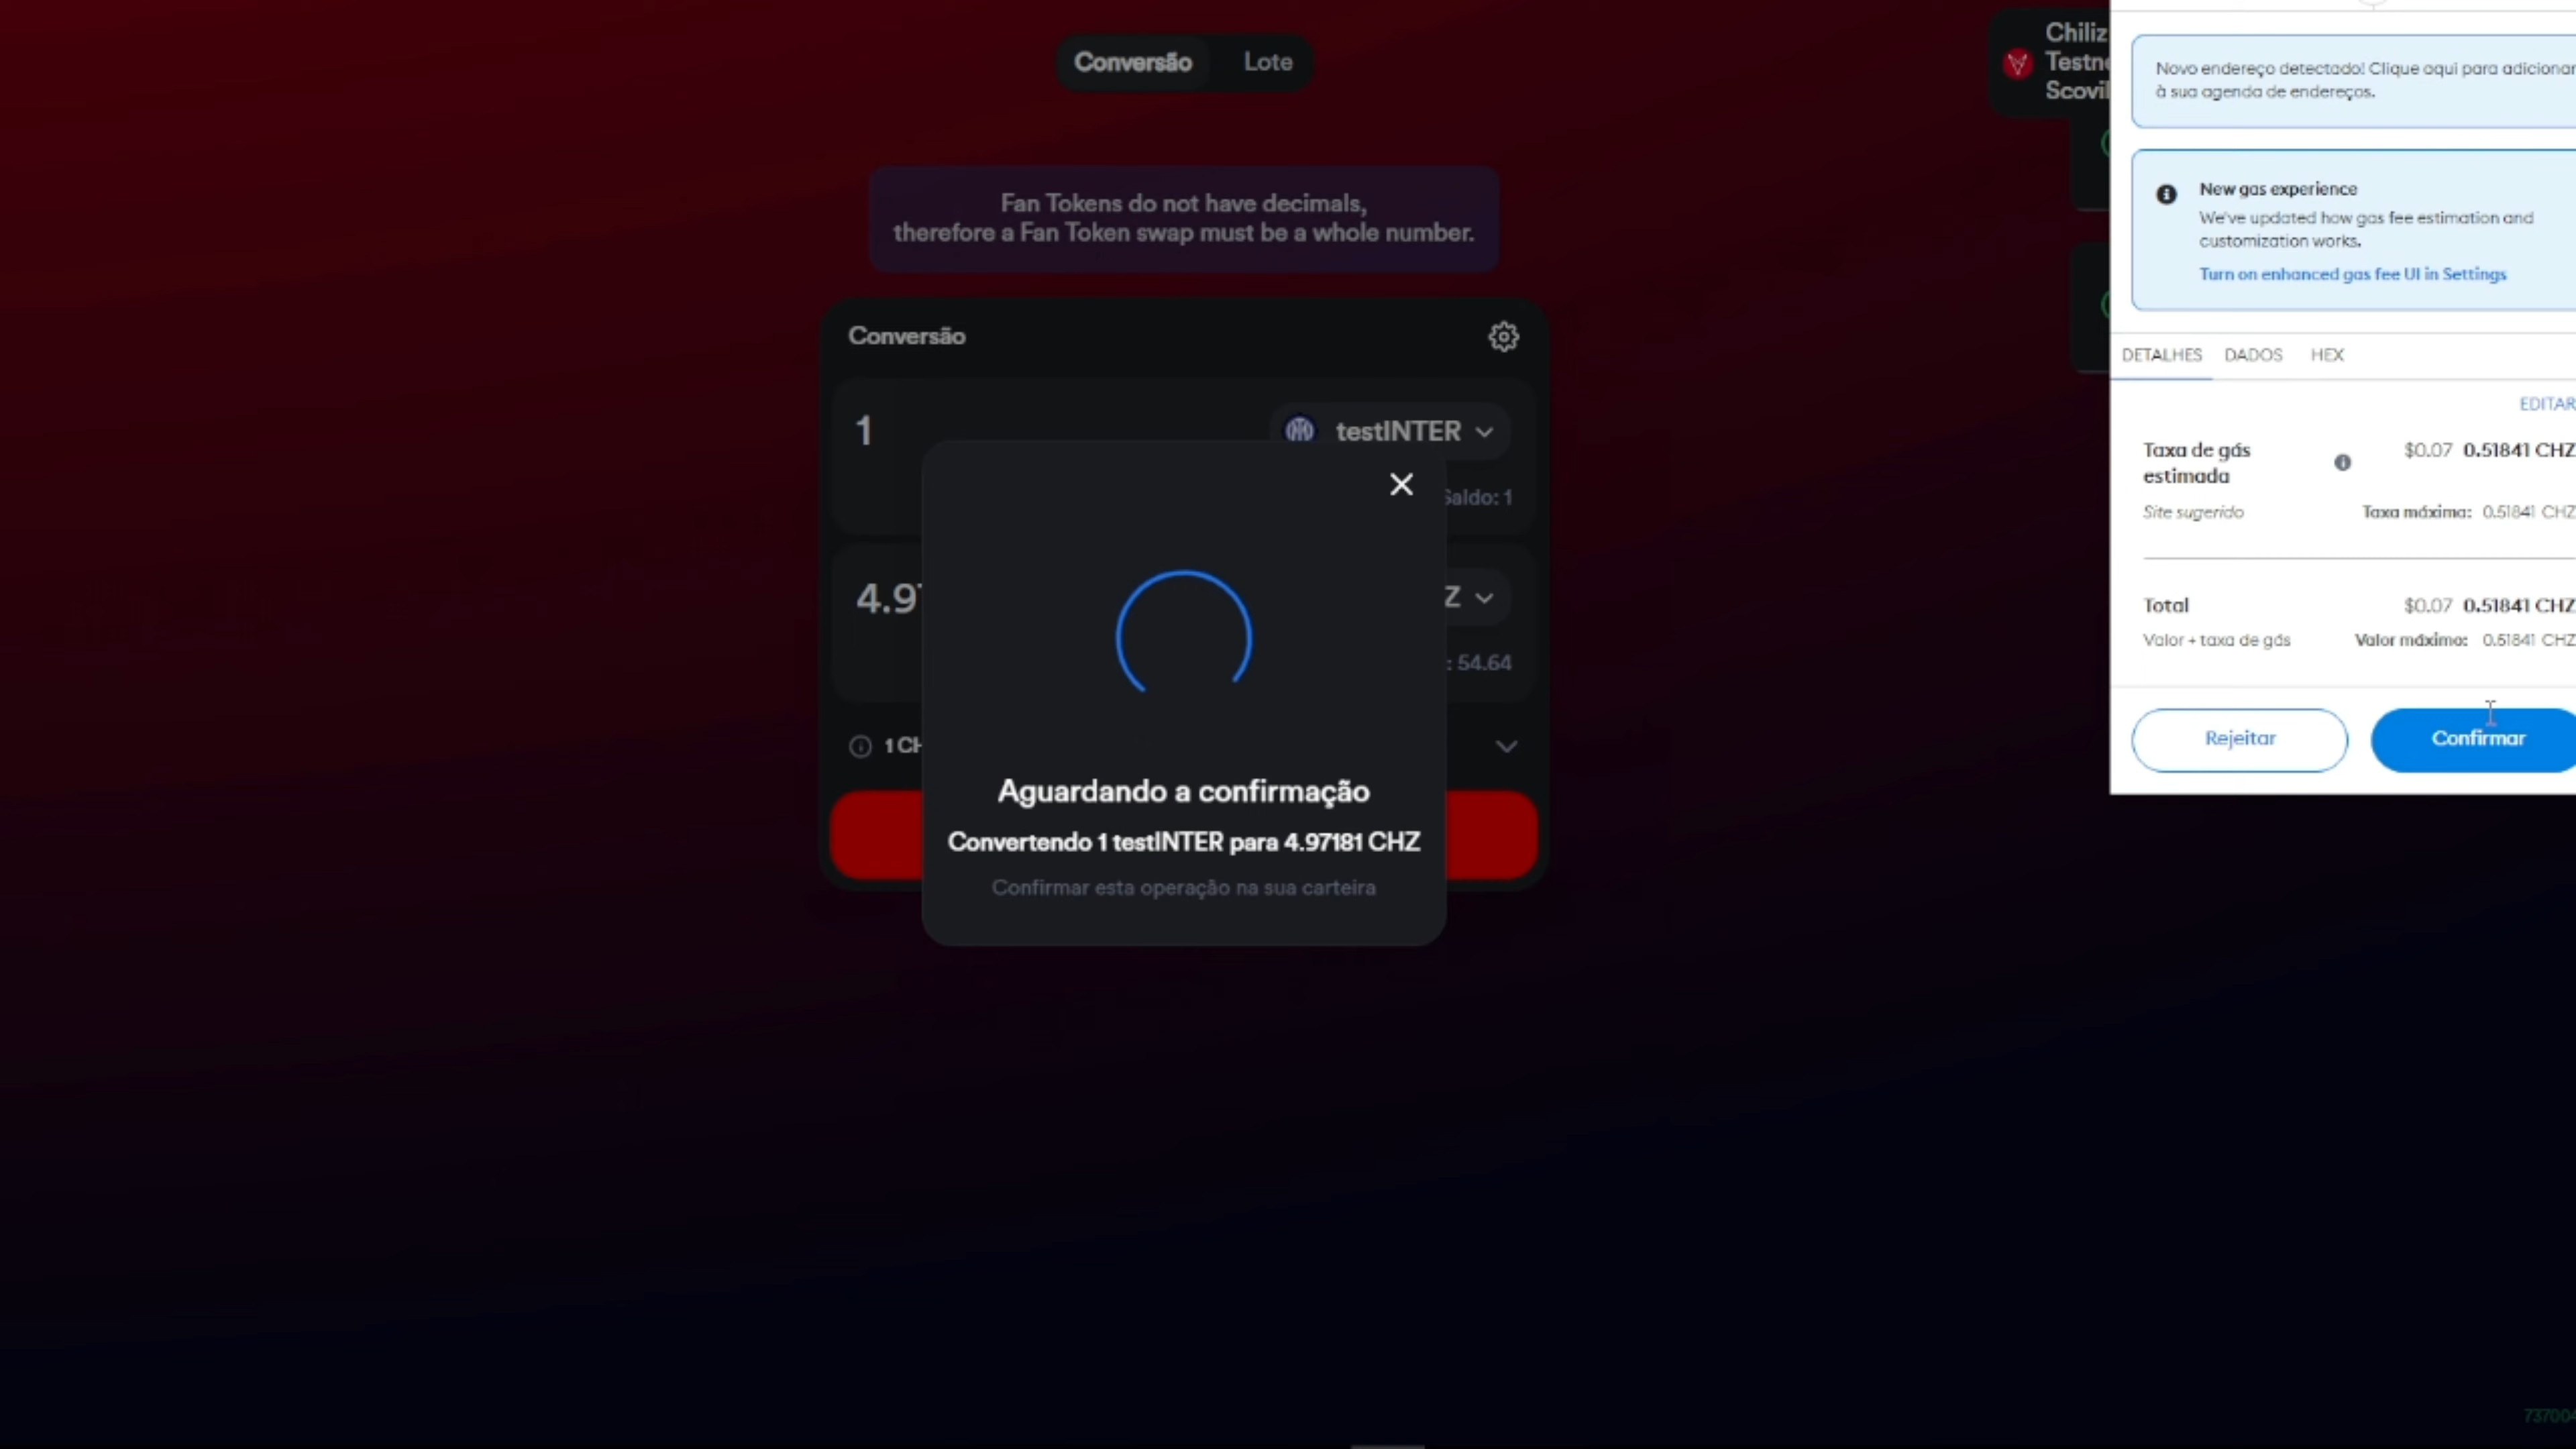 Conversão Lote
Chiliz
Testne
Scovil
Fan Tokens do not have decimals,
therefore a Fan Token swap must be a whole number.
Conversão
1 testINTER
Saldo: 1
4.97 Z
: 54.64
1 CH
Aguardando a confirmação
Convertendo 1 testINTER para 4.97181 CHZ
Confirmar esta operação na sua carteira
Novo endereço detectado! Clique aqui para adicionar
à sua agenda de endereços.
New gas experience
We've updated how gas fee estimation and
customization works.
Turn on enhanced gas fee UI in Settings
DETALHES DADOS HEX
EDITAR
Taxa de gás
estimada
$0.07 0.51841 CHZ
Site sugerido Taxa máxima: 0.51841 CHZ
Total $0.07 0.51841 CHZ
Valor + taxa de gás Valor máximo: 0.51841 CHZ
Rejeitar Confirmar
737004